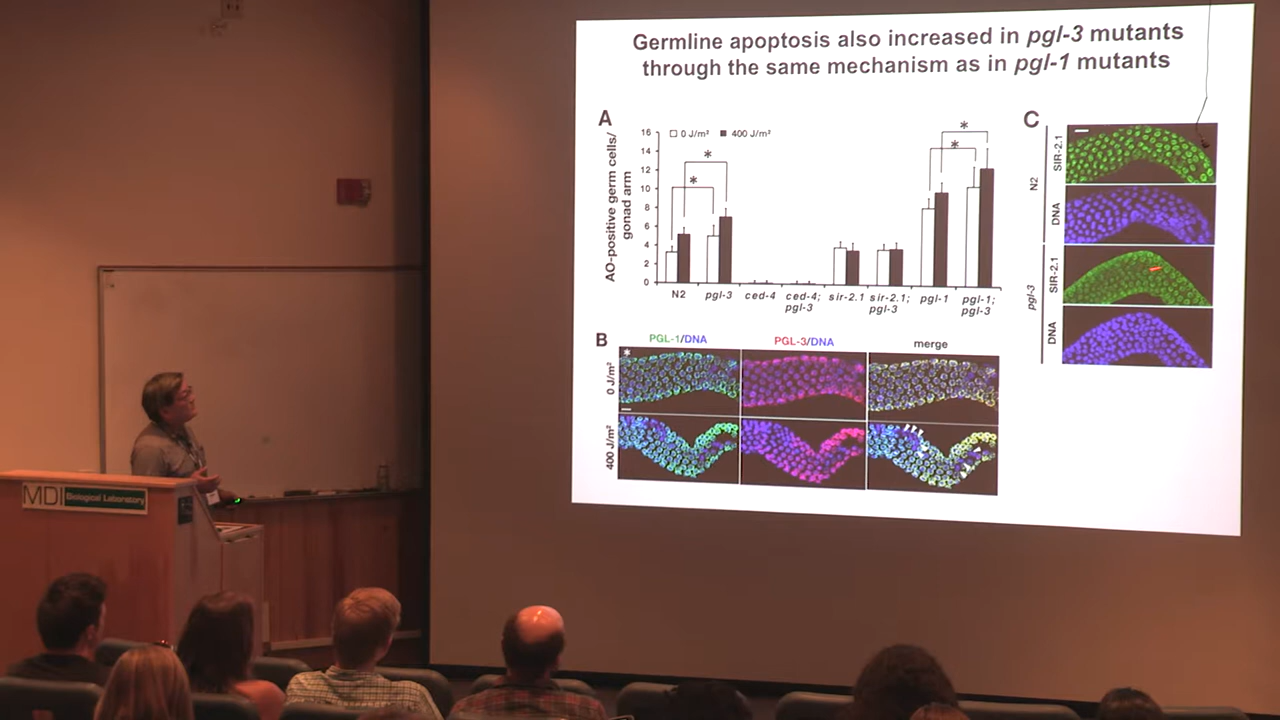 Germline apoptosis also increased in pgl-3 mutants
through the same mechanism as in pgl-1 mutants
A
AO-positive germ cells/
gonad arm
0 J/m² 400 J/m²
16
14
12
10
8
6
4
2
0
* * * *
N2 pgl-3 ced-4 ced-4; pgl-3 sir-2.1 sir-2.1; pgl-3 pgl-1 pgl-1; pgl-3
B
PGL-1/DNA PGL-3/DNA merge
*
0 J/m²
400 J/m²
C
N2
SIR-2.1
DNA
pgl-3
SIR-2.1
DNA
MDI Biological Laboratory